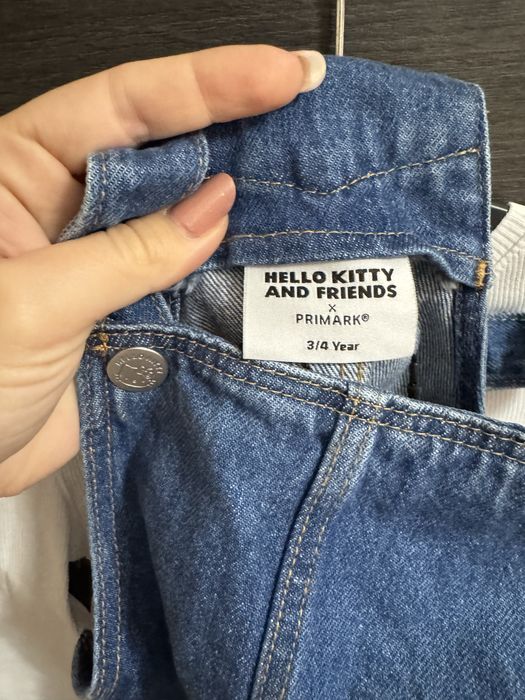 HELLO KITTY
AND FRIENDS
X
PRIMARK®
3/4 Year